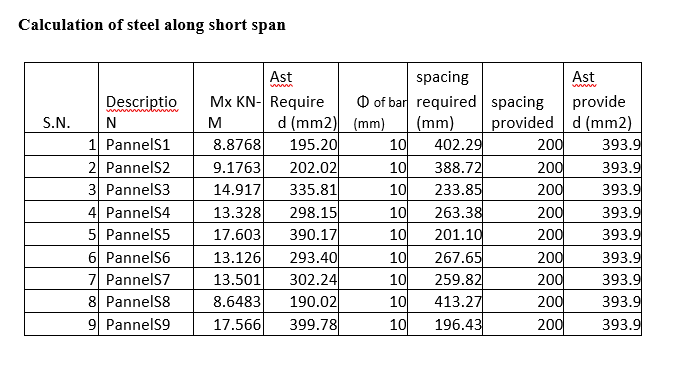 Calculation of steel along short span
S.N. Descriptio N Mx KN-M Ast Require d (mm2) Φ of bar (mm) spacing required (mm) spacing provided Ast provide d (mm2)
1 PannelS1 8.8768 195.20 10 402.29 200 393.9
2 PannelS2 9.1763 202.02 10 388.72 200 393.9
3 PannelS3 14.917 335.81 10 233.85 200 393.9
4 PannelS4 13.328 298.15 10 263.38 200 393.9
5 PannelS5 17.603 390.17 10 201.10 200 393.9
6 PannelS6 13.126 293.40 10 267.65 200 393.9
7 PannelS7 13.501 302.24 10 259.82 200 393.9
8 PannelS8 8.6483 190.02 10 413.27 200 393.9
9 PannelS9 17.566 399.78 10 196.43 200 393.9